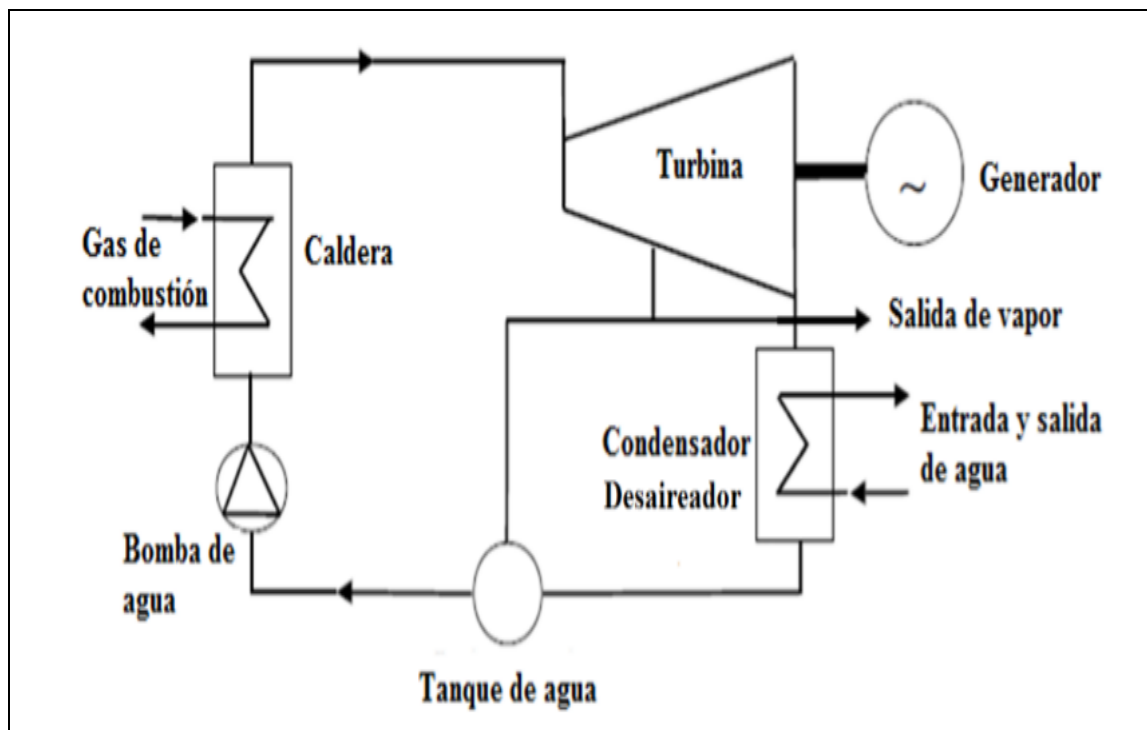 Turbina
Generador
Gas de
combustión
Caldera
Salida de vapor
Condensador
Desaireador
Entrada y salida
de agua
Bomba de
agua
Tanque de agua